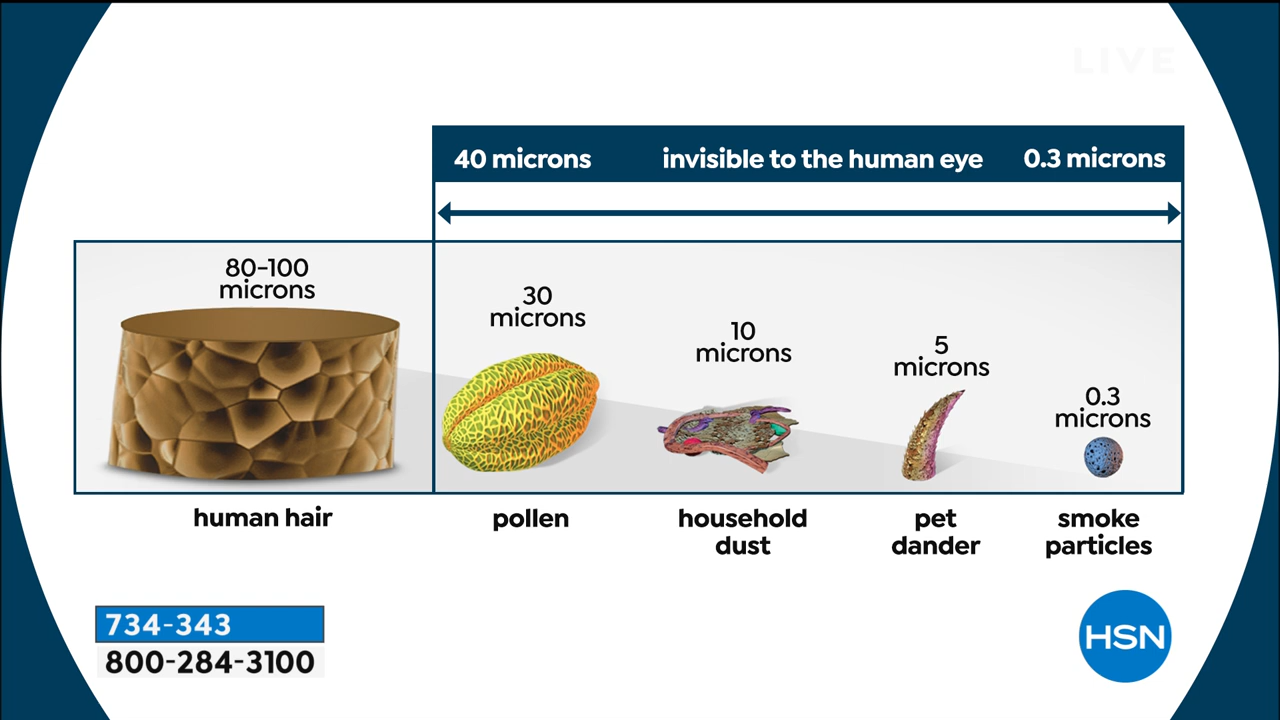 LIVE
40 microns invisible to the human eye 0.3 microns
80-100
microns
30
microns
10
microns
5
microns
0.3
microns
human hair
pollen
household
dust
pet
dander
smoke
particles
734-343
800-284-3100
HSN